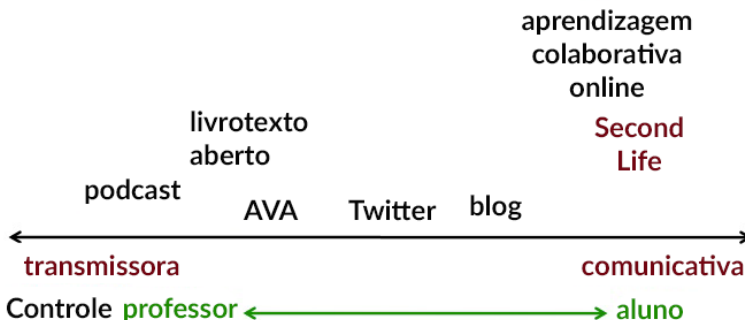 aprendizagem
colaborativa
online
livrotexto
aberto
Second
Life
podcast
AVA
Twitter
blog
transmissora
comunicativa
Controle professor aluno